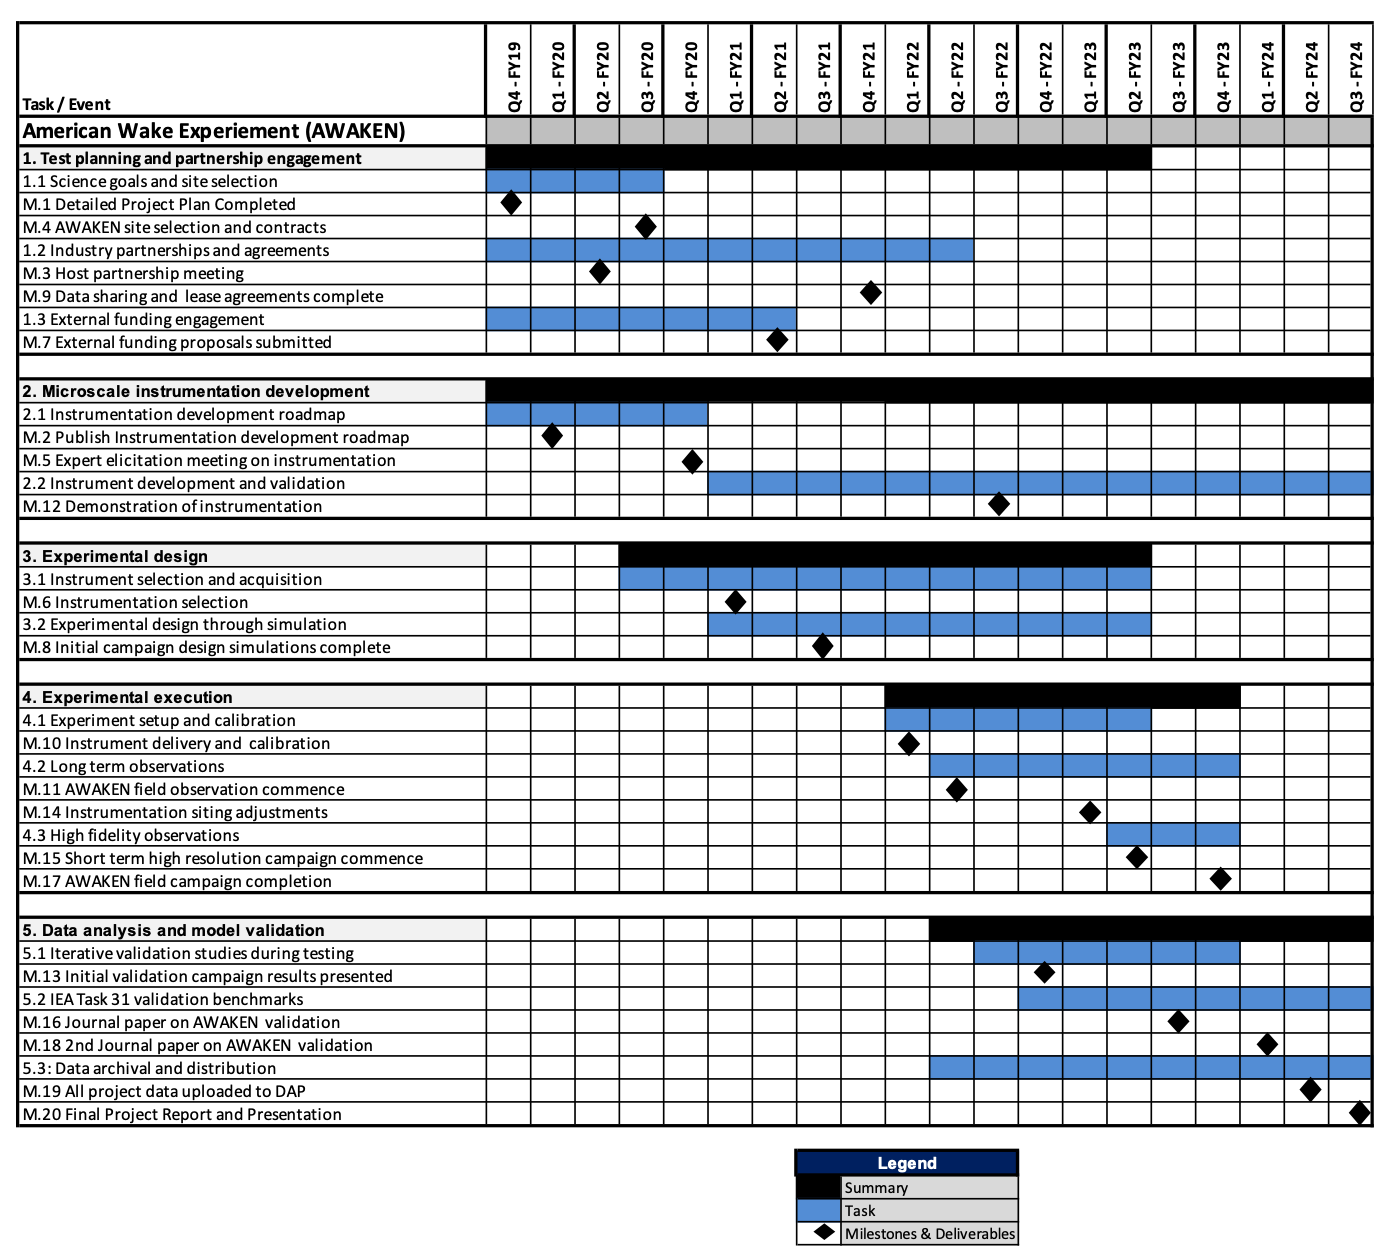 Task / Event
Q4 - FY19
Q1 - FY20
Q2 - FY20
Q3 - FY20
Q4 - FY20
Q1 - FY21
Q2 - FY21
Q3 - FY21
Q4 - FY21
Q1 - FY22
Q2 - FY22
Q3 - FY22
Q4 - FY22
Q1 - FY23
Q2 - FY23
Q3 - FY23
Q4 - FY23
Q1 - FY24
Q2 - FY24
Q3 - FY24
American Wake Experiement (AWAKEN)
1. Test planning and partnership engagement
1.1 Science goals and site selection
M.1 Detailed Project Plan Completed
M.4 AWAKEN site selection and contracts
1.2 Industry partnerships and agreements
M.3 Host partnership meeting
M.9 Data sharing and lease agreements complete
1.3 External funding engagement
M.7 External funding proposals submitted
2. Microscale instrumentation development
2.1 Instrumentation development roadmap
M.2 Publish Instrumentation development roadmap
M.5 Expert elicitation meeting on instrumentation
2.2 Instrument development and validation
M.12 Demonstration of instrumentation
3. Experimental design
3.1 Instrument selection and acquisition
M.6 Instrumentation selection
3.2 Experimental design through simulation
M.8 Initial campaign design simulations complete
4. Experimental execution
4.1 Experiment setup and calibration
M.10 Instrument delivery and calibration
4.2 Long term observations
M.11 AWAKEN field observation commence
M.14 Instrumentation siting adjustments
4.3 High fidelity observations
M.15 Short term high resolution campaign commence
M.17 AWAKEN field campaign completion
5. Data analysis and model validation
5.1 Iterative validation studies during testing
M.13 Initial validation campaign results presented
5.2 IEA Task 31 validation benchmarks
M.16 Journal paper on AWAKEN validation
M.18 2nd Journal paper on AWAKEN validation
5.3: Data archival and distribution
M.19 All project data uploaded to DAP
M.20 Final Project Report and Presentation
Legend
Summary
Task
Milestones & Deliverables